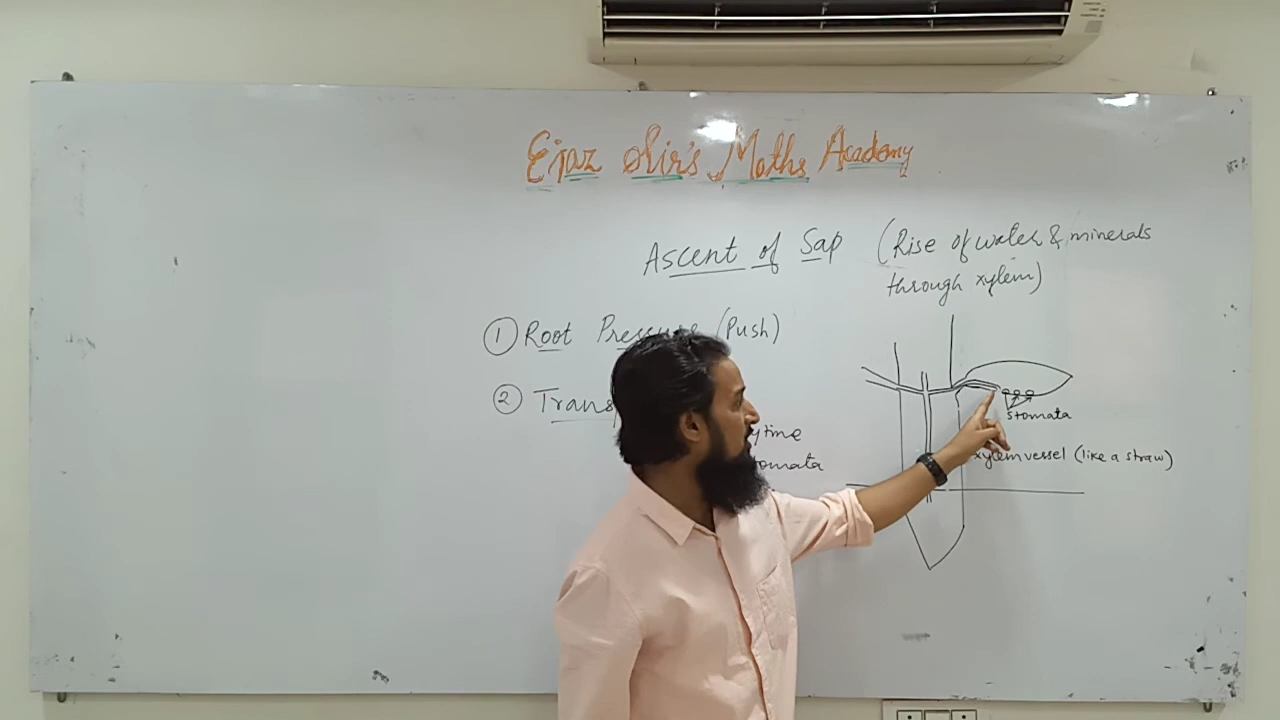 Ejaz Sir's Maths Academy
Ascent of Sap (Rise of water & minerals
through xylem)
① Root Pressure (Push)
② Trans
ytime
omata
Stomata
xylem vessel (like a straw)